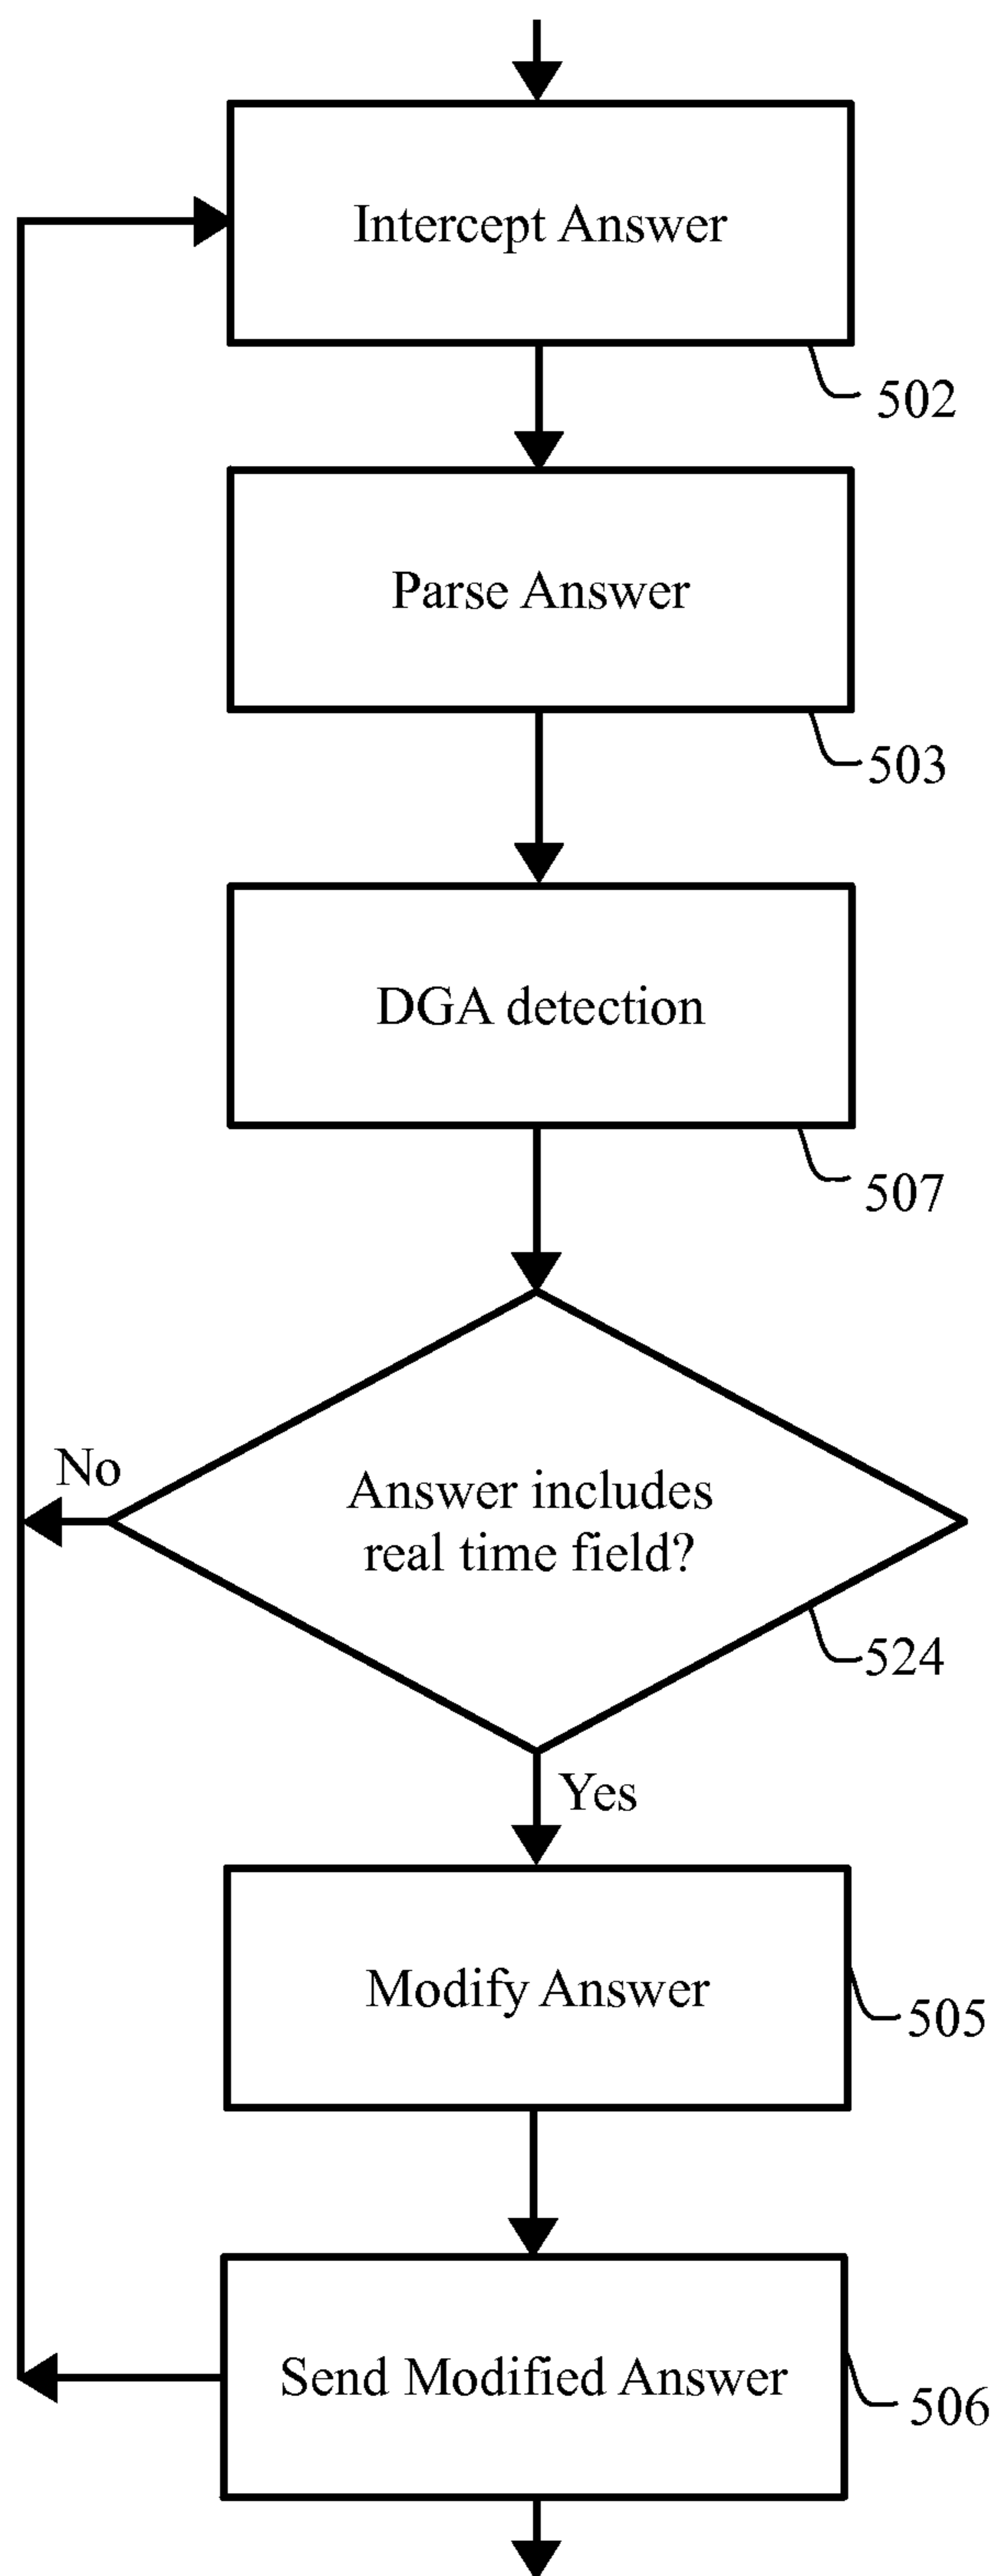 Intercept Answer
502
Parse Answer
503
DGA detection
507
No
Answer includes
real time field?
524
Yes
Modify Answer
505
Send Modified Answer
506